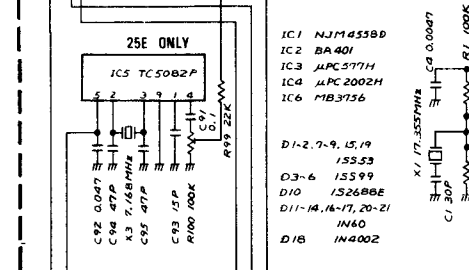 25E ONLY
IC5 TC5082P
5 2 3 9 1 4
C91
0.1
R99 22K
C92 0.047
C94 47P
X3 7.168MHz
C95 47P
C93 15P
R100 100K
IC1 NJM4558D
IC2 BA401
IC3 μPC577H
IC4 μPC2002H
IC6 MB3756
D1-2, 7-9, 15, 19
1S553
D3-6 1S599
D10 1S2688E
D11-14, 16-17, 20-21
1N60
D18 1N4002
C4 0.0047
R1 100K
X1 17.355MHz
C1 30P